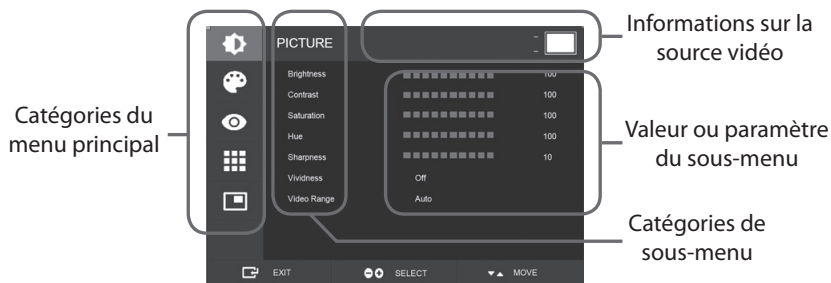 Informations sur la
source vidéo
Catégories du
menu principal
PICTURE
Brightness 100
Contrast 100
Saturation 100
Hue 100
Sharpness 10
Vividness Off
Video Range Auto
Valeur ou paramètre
du sous-menu
Catégories de
sous-menu
EXIT SELECT MOVE